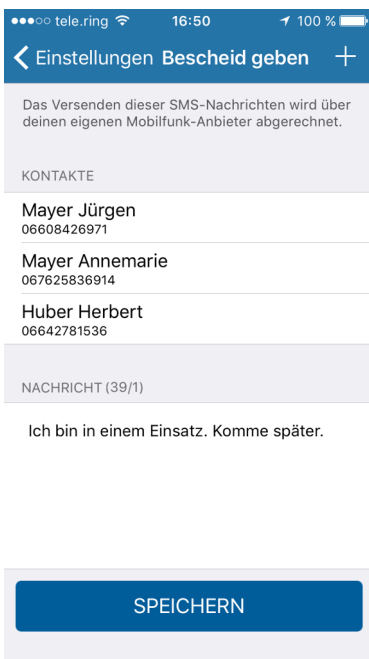 tele.ring 16:50 100 %
Einstellungen Bescheid geben
Das Versenden dieser SMS-Nachrichten wird über
deinen eigenen Mobilfunk-Anbieter abgerechnet.
KONTAKTE
Mayer Jürgen
06608426971
Mayer Annemarie
067625836914
Huber Herbert
06642781536
NACHRICHT (39/1)
Ich bin in einem Einsatz. Komme später.
SPEICHERN